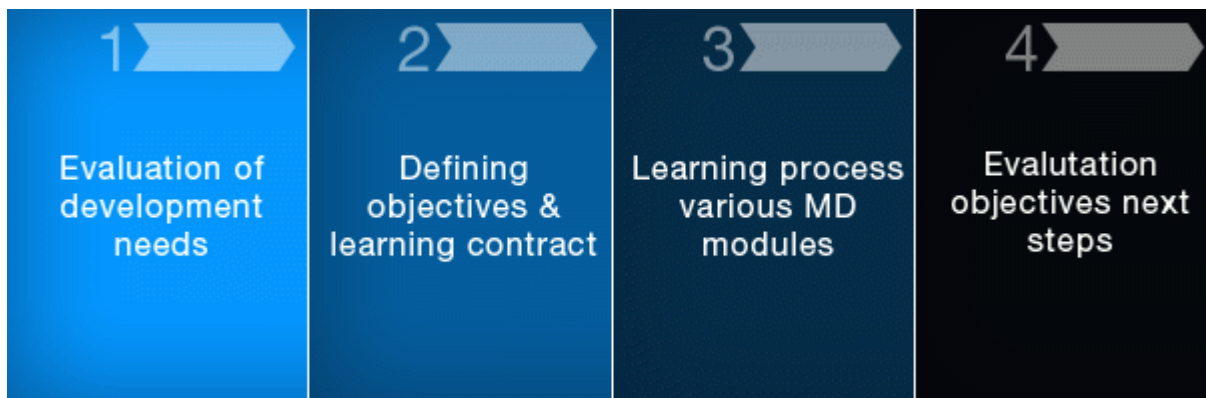 1
Evaluation of
development
needs
2
Defining
objectives &
learning contract
3
Learning process
various MD
modules
4
Evalutation
objectives next
steps